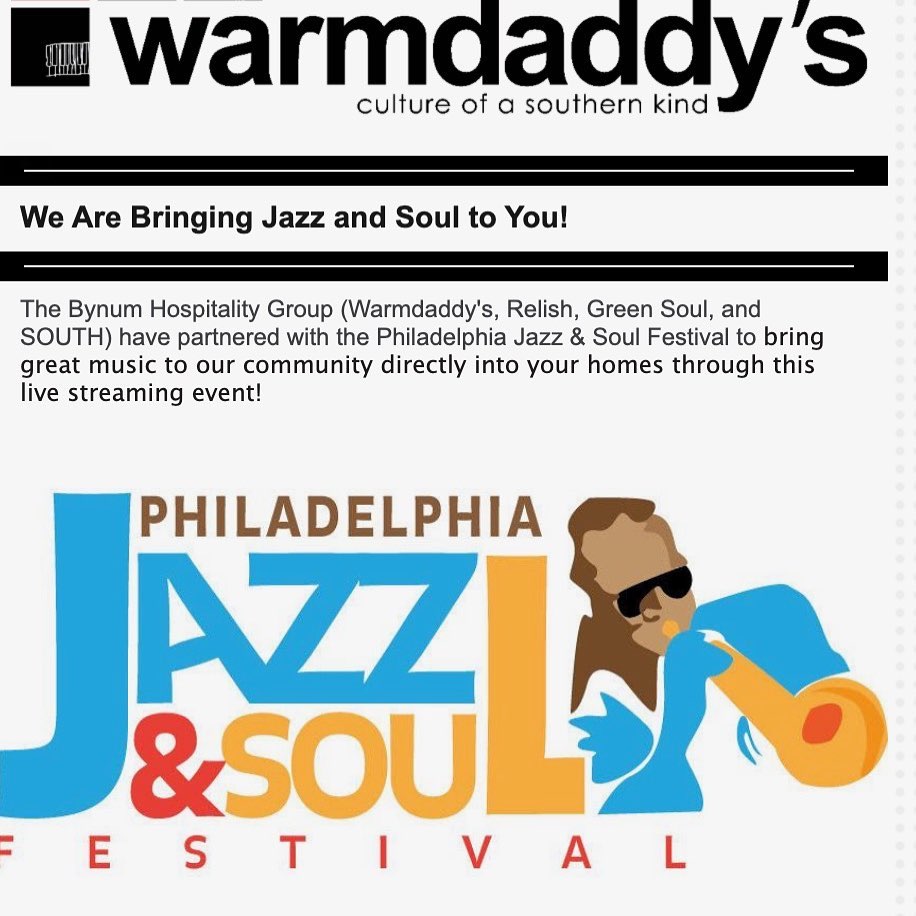 warmdaddy's
culture of a southern kind
We Are Bringing Jazz and Soul to You!
The Bynum Hospitality Group (Warmdaddy's, Relish, Green Soul, and
SOUTH) have partnered with the Philadelphia Jazz & Soul Festival to bring
great music to our community directly into your homes through this
live streaming event!
PHILADELPHIA
JAZZ
&SOUL
FESTIVAL